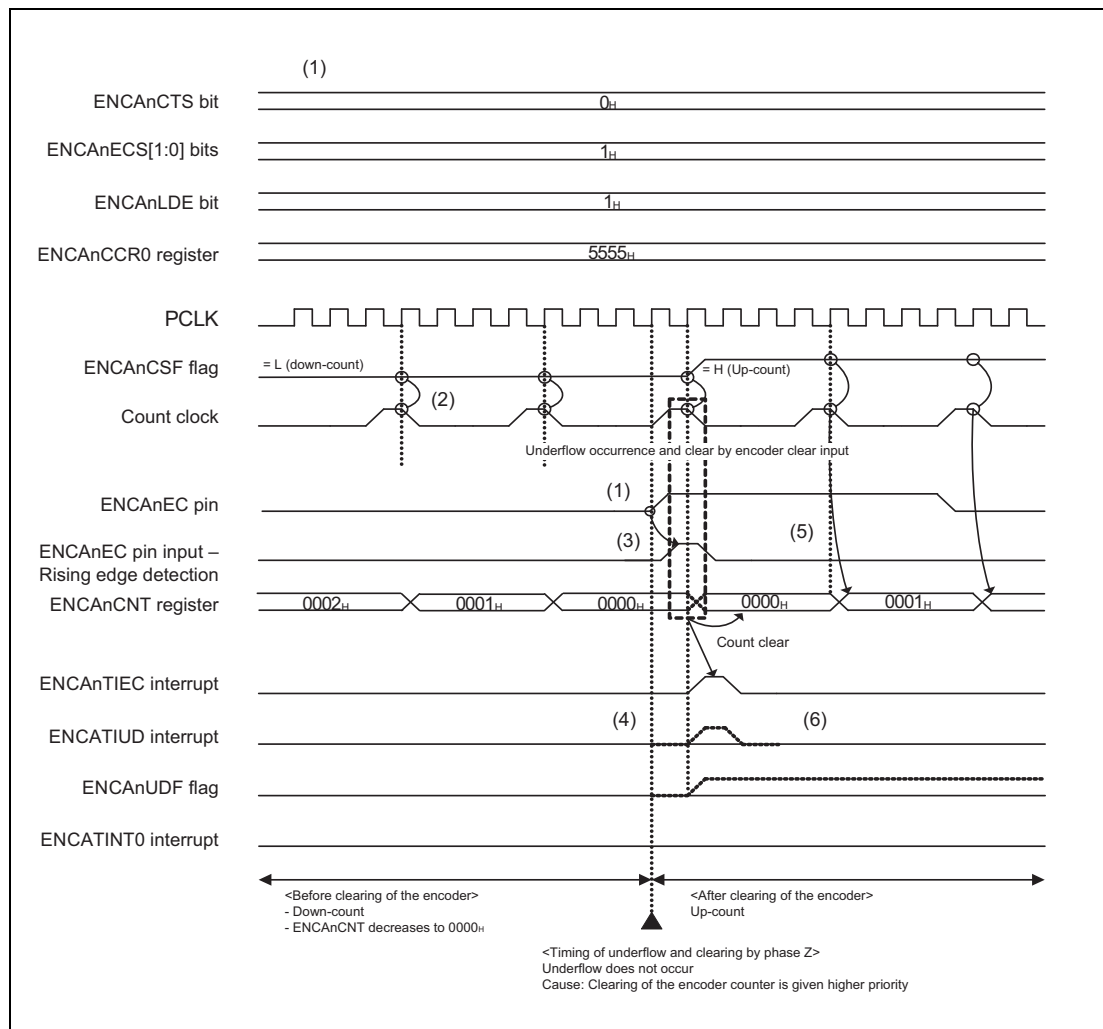 (1)
ENCAnCTS bit
0H
ENCAnECS[1:0] bits
1H
ENCAnLDE bit
1H
ENCAnCCR0 register
5555H
PCLK
ENCAnCSF flag
= L (down-count)
= H (Up-count)
(2)
Count clock
Underflow occurrence and clear by encoder clear input
ENCAnEC pin
(1)
(5)
ENCAnEC pin input –
Rising edge detection
(3)
ENCAnCNT register
0002H
0001H
0000H
0000H
0001H
Count clear
ENCAnTIEC interrupt
(4)
(6)
ENCATIUD interrupt
ENCAnUDF flag
ENCATINT0 interrupt
<Before clearing of the encoder>
- Down-count
- ENCAnCNT decreases to 0000H
<After clearing of the encoder>
Up-count
<Timing of underflow and clearing by phase Z>
Underflow does not occur
Cause: Clearing of the encoder counter is given higher priority